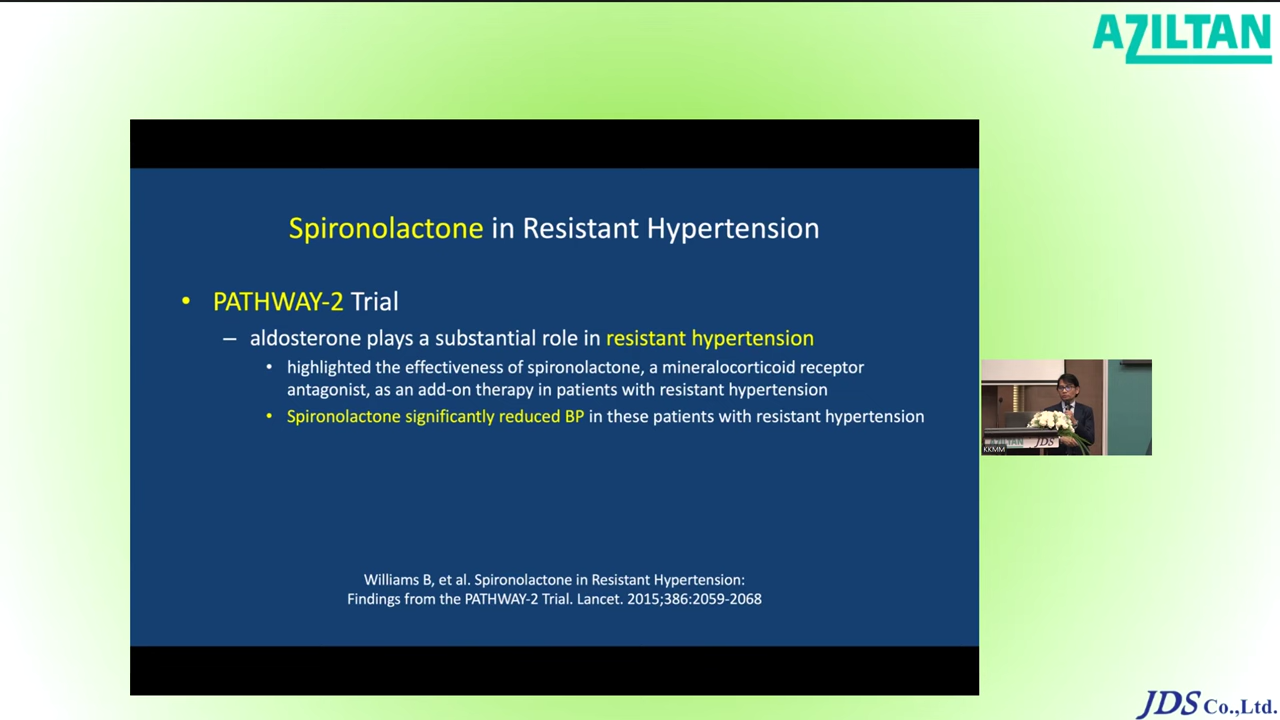 AZILTAN
Spironolactone in Resistant Hypertension
• PATHWAY-2 Trial
– aldosterone plays a substantial role in resistant hypertension
• highlighted the effectiveness of spironolactone, a mineralocorticoid receptor
antagonist, as an add-on therapy in patients with resistant hypertension
• Spironolactone significantly reduced BP in these patients with resistant hypertension
Williams B, et al. Spironolactone in Resistant Hypertension:
Findings from the PATHWAY-2 Trial. Lancet. 2015;386:2059-2068
AZILTAN JDS
KKMM
JDS Co.,Ltd.